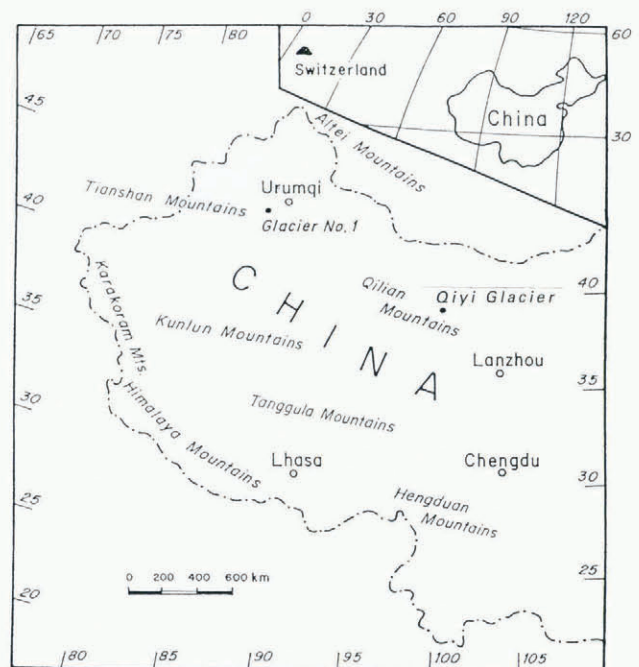 65 70 75 80
0 30 60 90 120
60
Switzerland
China
30
45
Altei Mountains
Urumqi
Tianshan Mountains
40
Glacier No. 1
CHINA
Qilian Mountains
40
Qiyi Glacier
Karakoram Mts.
35
Kunlun Mountains
Lanzhou
35
30
Himalaya Mountains
Tanggula Mountains
Lhasa
Chengdu
30
25
Hengduan
Mountains
0 200 400 600 km
25
20
80 85 90 95 100 105